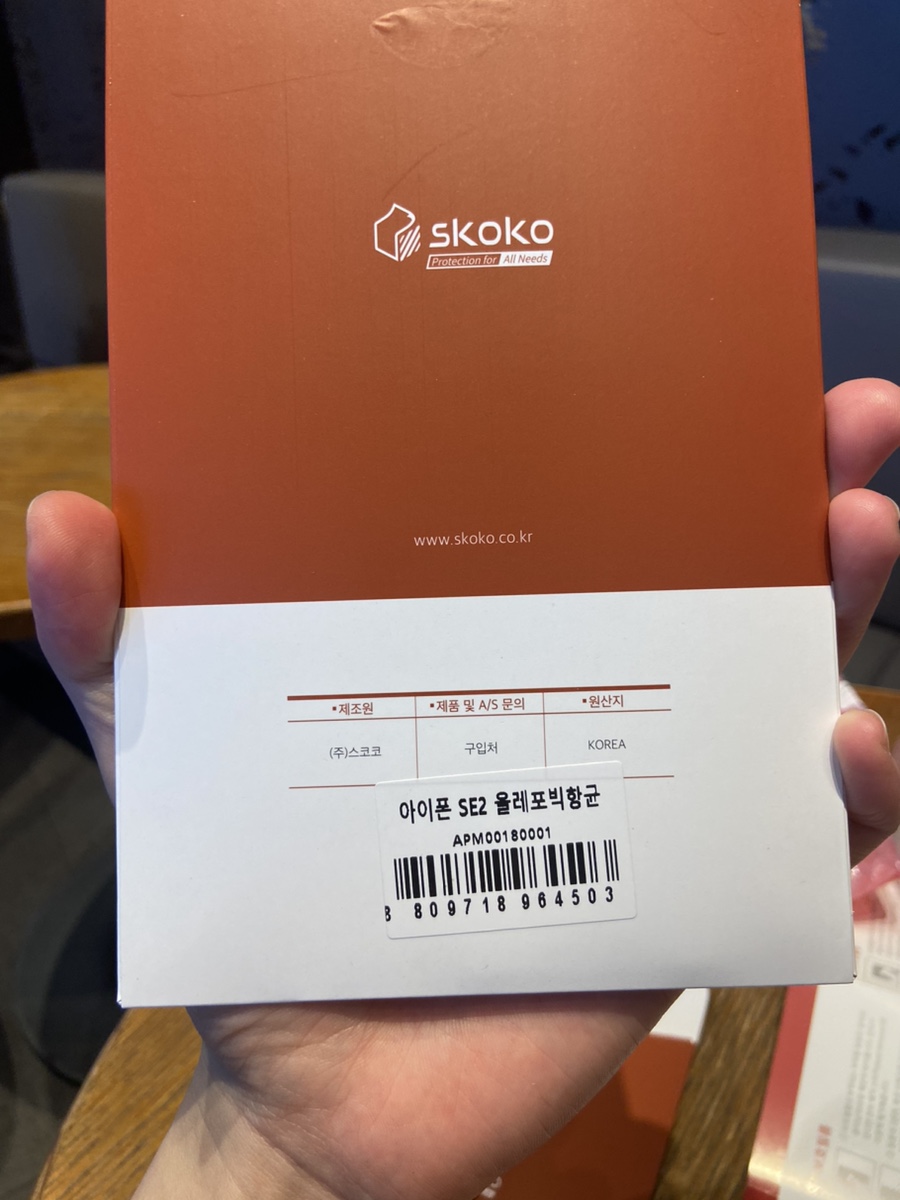 skoko
Protection for All Needs
www.skoko.co.kr
▪제조원 ▪제품 및 A/S 문의 ▪원산지
(주)스코코 구입처 KOREA
아이폰 SE2 올레포빅항균
APM00180001
8 809718 964503